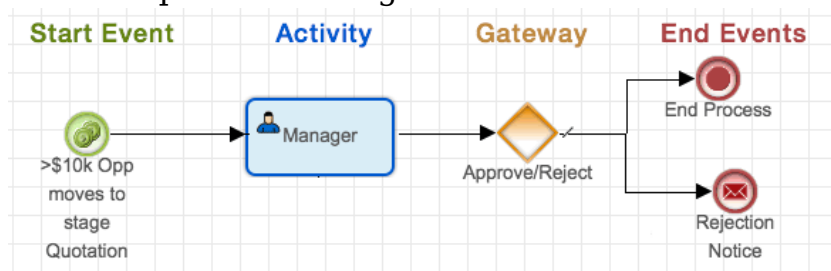 Start Event
Activity
Gateway
End Events
End Process
Manager
>$10k Opp
moves to
stage
Quotation
Approve/Reject
Rejection
Notice